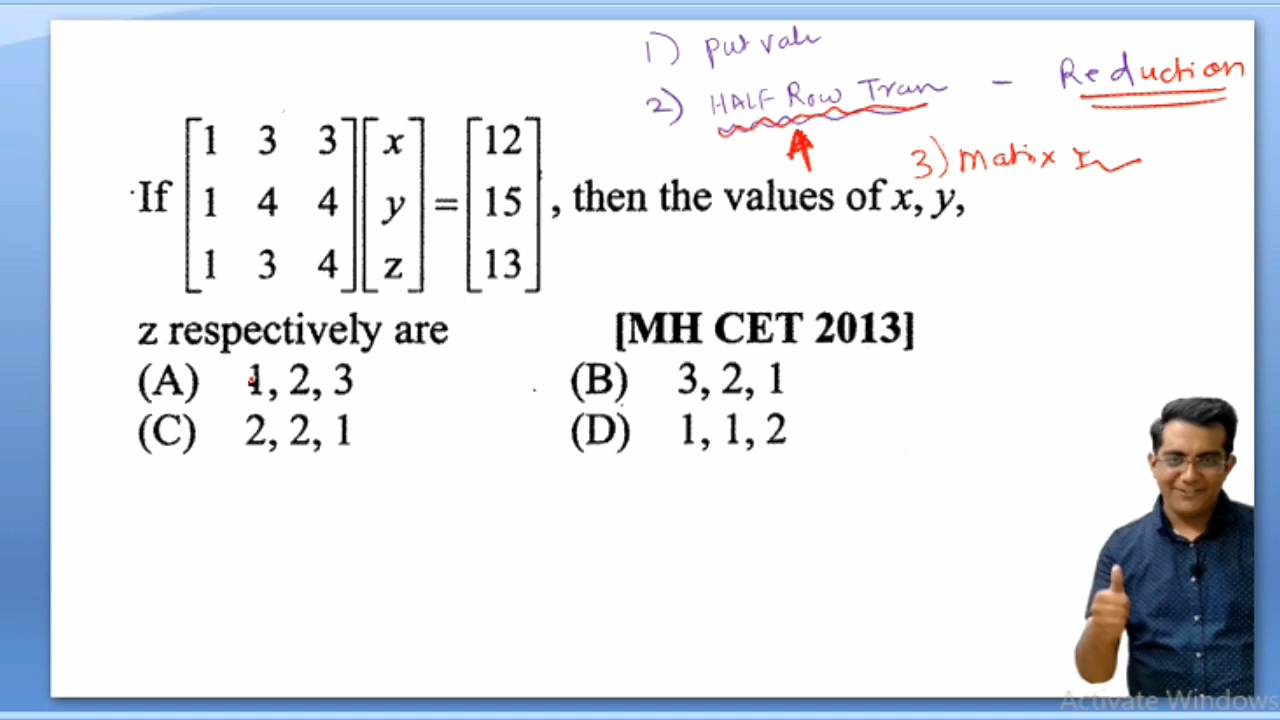 1) Put valu
2) HALF Row Tran - Reduction
3) Matrix
If [1 3 3; 1 4 4; 1 3 4] [x; y; z] = [12; 15; 13], then the values of x, y,
z respectively are [MH CET 2013]
(A) 1, 2, 3 (B) 3, 2, 1
(C) 2, 2, 1 (D) 1, 1, 2
Activate Windows